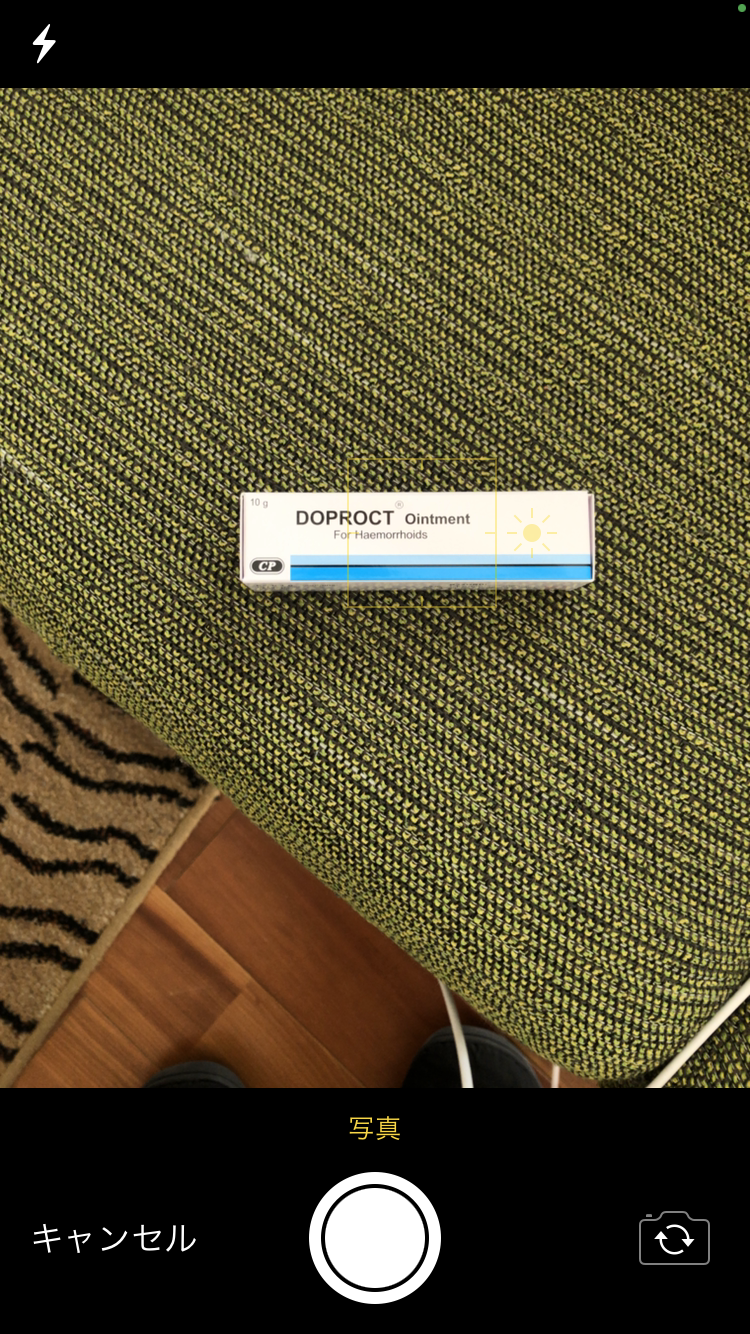 10 g
DOPROCT® Ointment
For Haemorrhoids
CP
写真
キャンセル